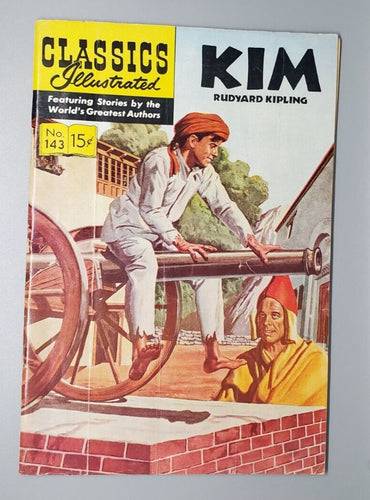 CLASSICS
Illustrated
Featuring Stories by the
World's Greatest Authors
No.
143
15¢
KIM
RUDYARD KIPLING